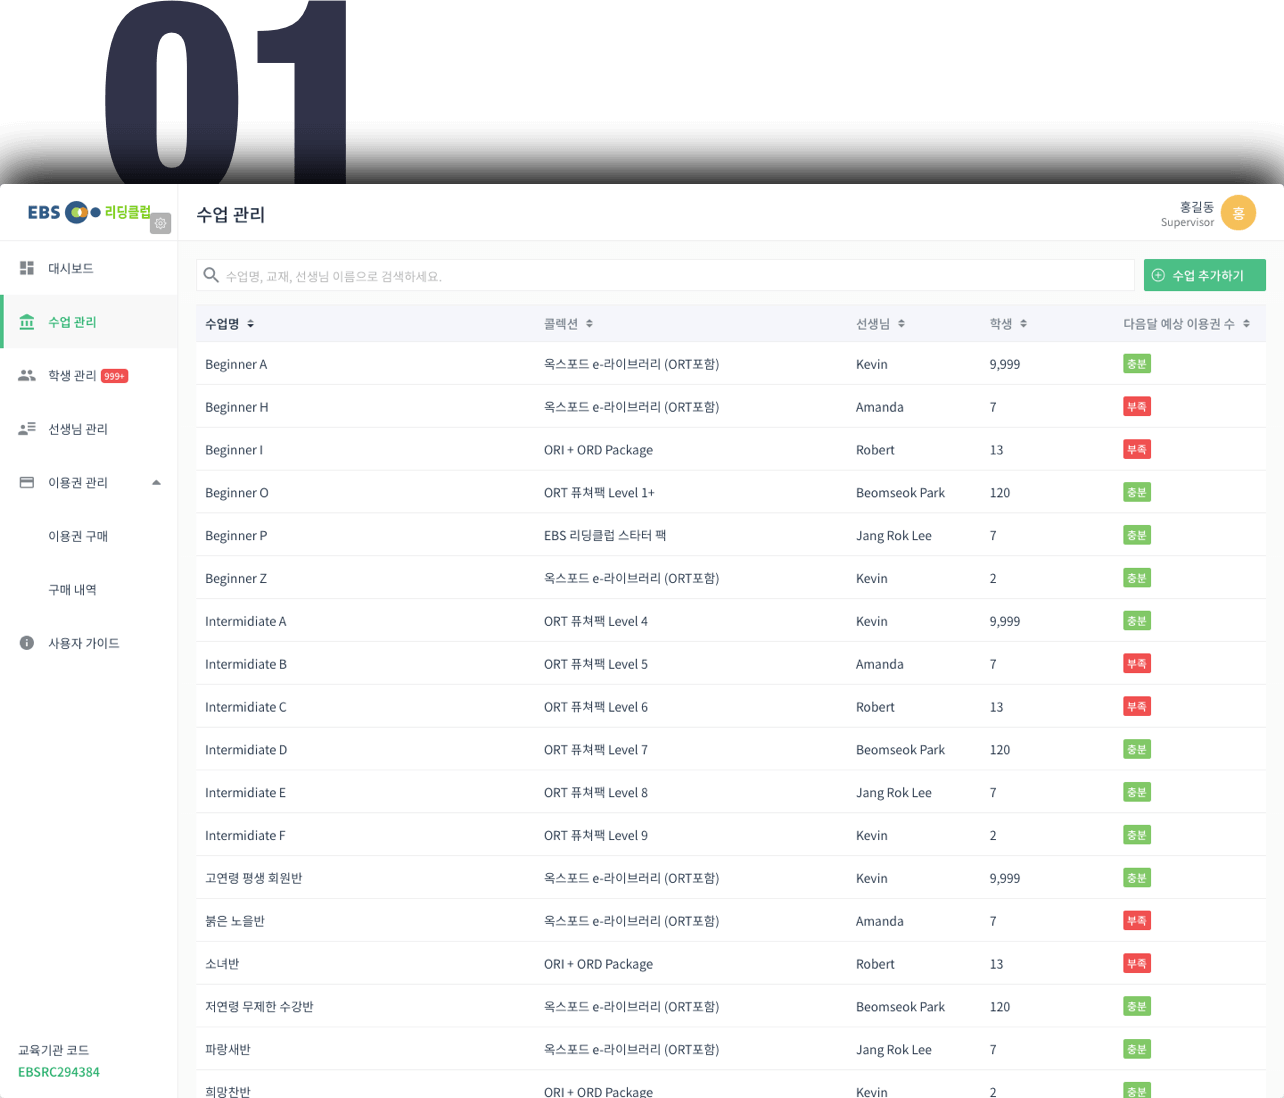 01
EBS 리딩클럽
수업 관리
홍길동
Supervisor
홍
대시보드
수업 관리
학생 관리 999+
선생님 관리
이용권 관리
이용권 구매
구매 내역
사용자 가이드
교육기관 코드
EBSRC294384
수업명, 교재, 선생님 이름으로 검색하세요.
수업 추가하기
수업명 콜렉션 선생님 학생 다음달 예상 이용권 수
Beginner A 옥스포드 e-라이브러리 (ORT포함) Kevin 9,999 충분
Beginner H 옥스포드 e-라이브러리 (ORT포함) Amanda 7 부족
Beginner I ORI + ORD Package Robert 13 부족
Beginner O ORT 퓨쳐팩 Level 1+ Beomseok Park 120 충분
Beginner P EBS 리딩클럽 스타터 팩 Jang Rok Lee 7 충분
Beginner Z 옥스포드 e-라이브러리 (ORT포함) Kevin 2 충분
Intermidiate A ORT 퓨쳐팩 Level 4 Kevin 9,999 충분
Intermidiate B ORT 퓨쳐팩 Level 5 Amanda 7 부족
Intermidiate C ORT 퓨쳐팩 Level 6 Robert 13 부족
Intermidiate D ORT 퓨쳐팩 Level 7 Beomseok Park 120 충분
Intermidiate E ORT 퓨쳐팩 Level 8 Jang Rok Lee 7 충분
Intermidiate F ORT 퓨쳐팩 Level 9 Kevin 2 충분
고연령 평생 회원반 옥스포드 e-라이브러리 (ORT포함) Kevin 9,999 충분
붉은 노을반 옥스포드 e-라이브러리 (ORT포함) Amanda 7 부족
소녀반 ORI + ORD Package Robert 13 부족
저연령 무제한 수강반 옥스포드 e-라이브러리 (ORT포함) Beomseok Park 120 충분
파랑새반 옥스포드 e-라이브러리 (ORT포함) Jang Rok Lee 7 충분
희망찬반 ORI + ORD Package Kevin 2 충분